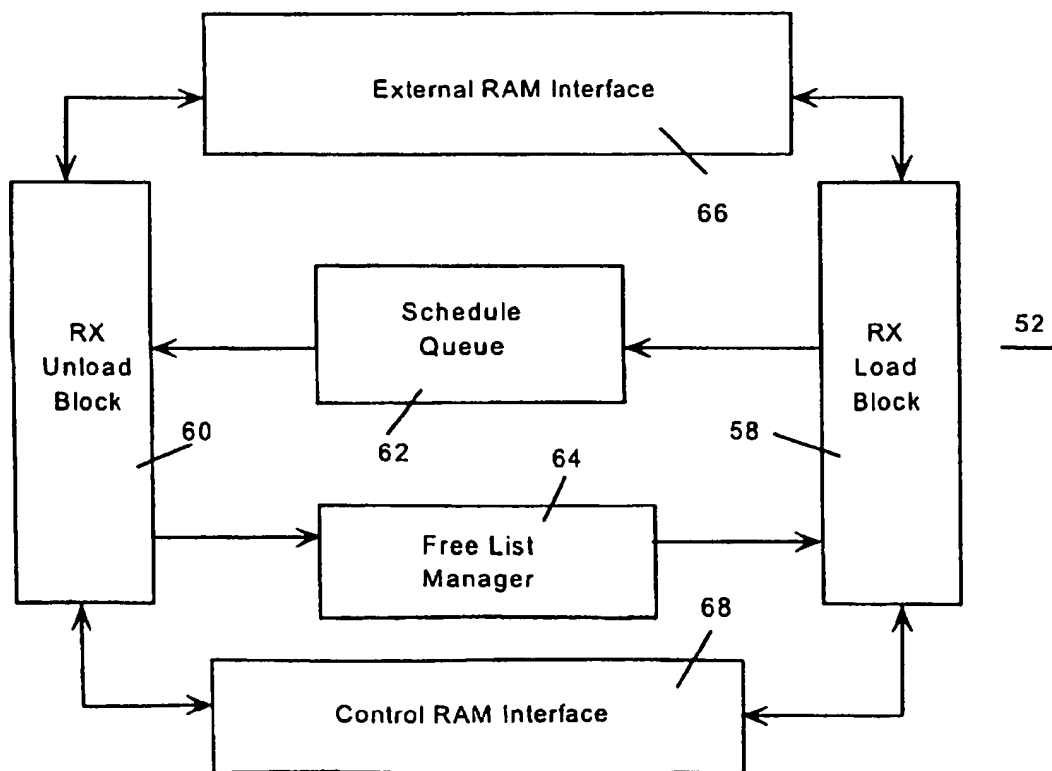 External RAM Interface
66
Schedule
Queue
62
RX
Unload
Block
60
RX
Load
Block
58
52
64
Free List
Manager
68
Control RAM Interface